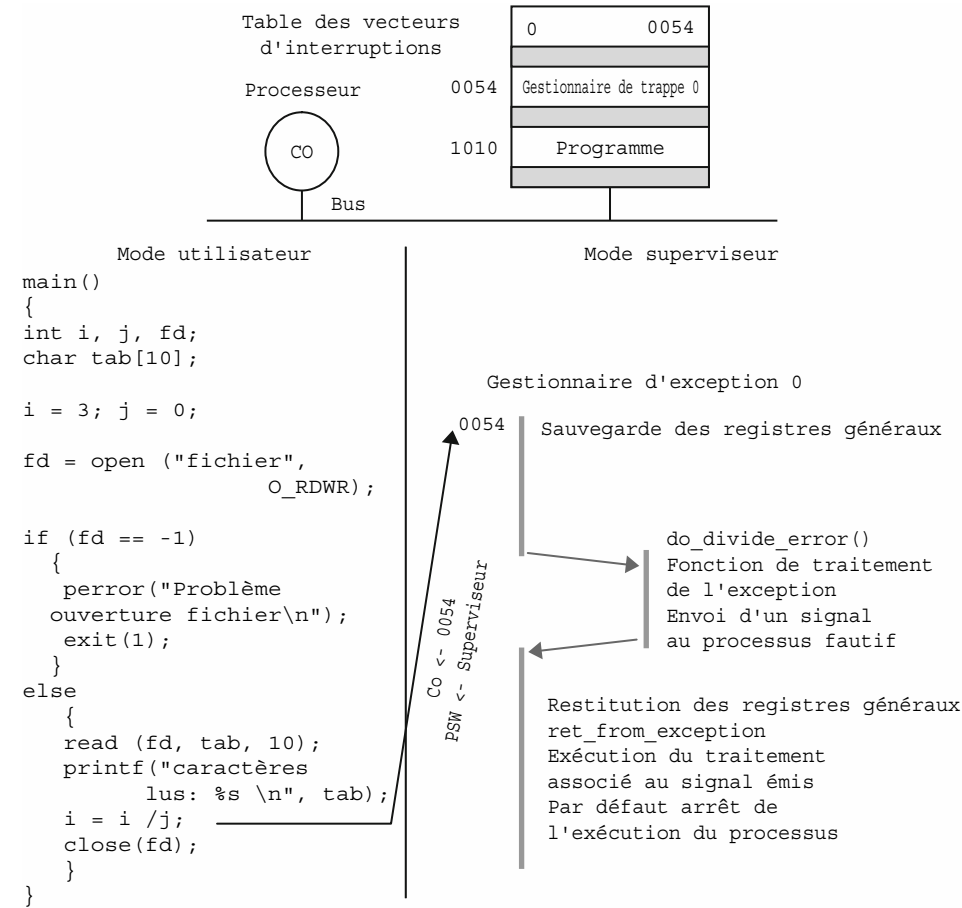 Table des vecteurs
d'interruptions
0 0054
Processeur
0054 Gestionnaire de trappe 0
CO
1010 Programme
Bus
Mode utilisateur
main()
{
int i, j, fd;
char tab[10];
i = 3; j = 0;
fd = open ("fichier",
O_RDWR);
if (fd == -1)
{
perror("Problème
ouverture fichier\n");
exit(1);
}
else
{
read (fd, tab, 10);
printf("caractères
lus: %s \n", tab);
i = i /j;
close(fd);
}
}
Co <- 0054
PSW <- Superviseur
Mode superviseur
Gestionnaire d'exception 0
0054 Sauvegarde des registres généraux
do_divide_error()
Fonction de traitement
de l'exception
Envoi d'un signal
au processus fautif
Restitution des registres généraux
ret_from_exception
Exécution du traitement
associé au signal émis
Par défaut arrêt de
l'exécution du processus